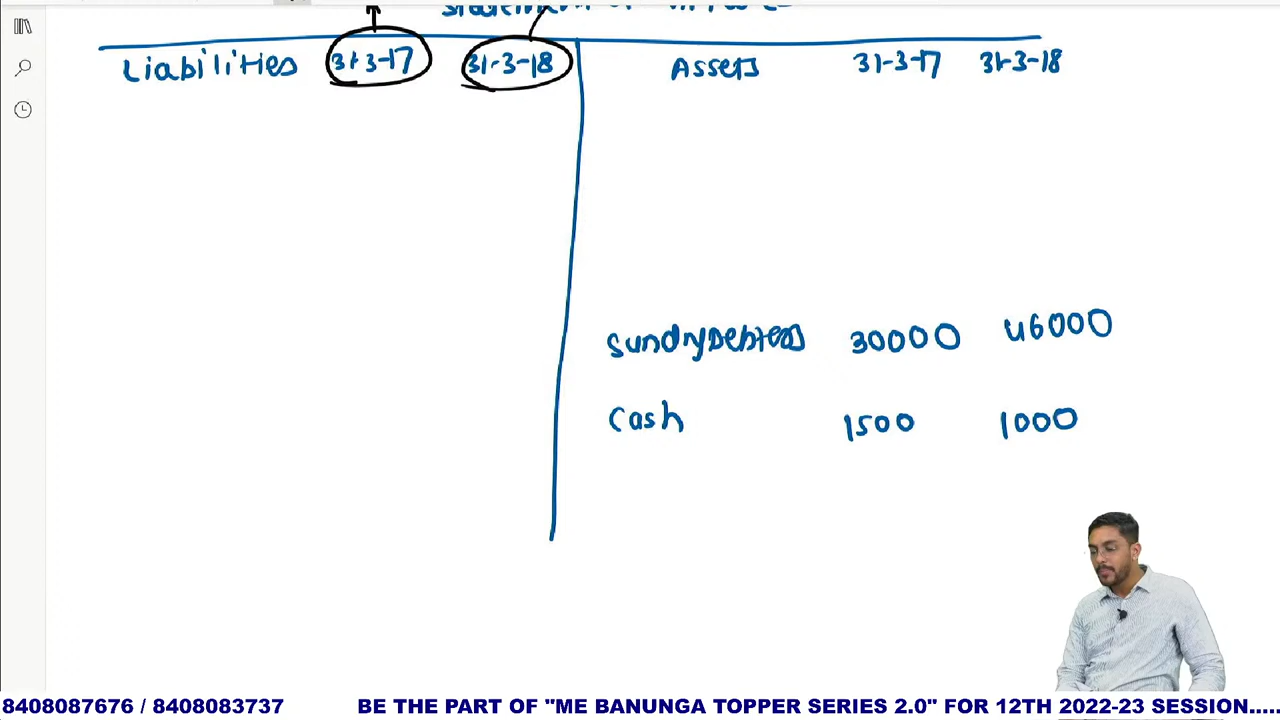 Statement of
Liabilities 31-3-17 31-3-18 Assets 31-3-17 31-3-18
Sundry Debtors 30000 46000
Cash 1500 1000
8408087676 / 8408083737 BE THE PART OF "ME BANUNGA TOPPER SERIES 2.0" FOR 12TH 2022-23 SESSION.....